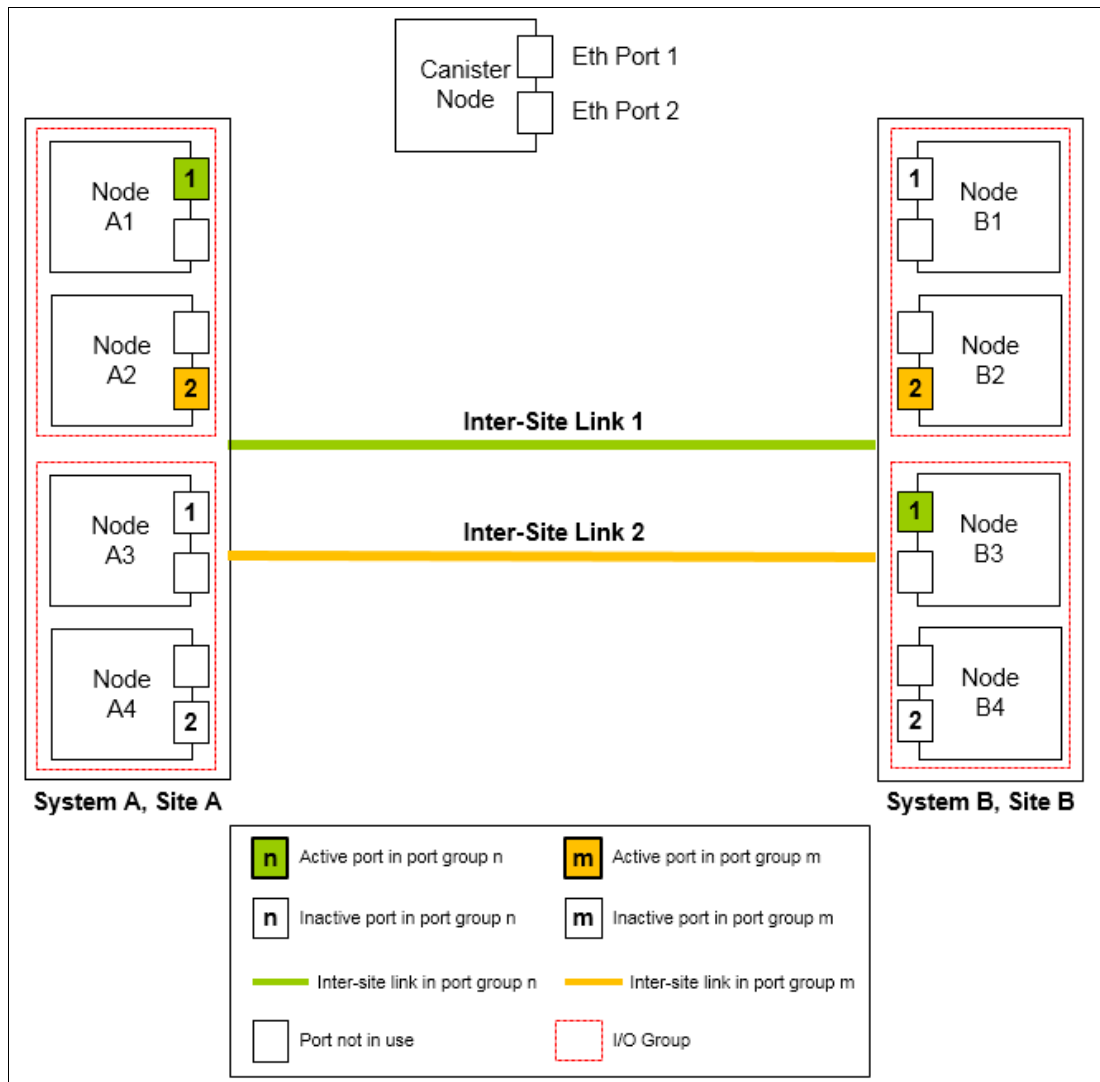 Canister
Node
Eth Port 1
Eth Port 2
Node
A1
1
Node
A2
2
Node
A3
1
Node
A4
2
System A, Site A
Inter-Site Link 1
Inter-Site Link 2
1
Node
B1
2
Node
B2
1
Node
B3
2
Node
B4
System B, Site B
n Active port in port group n
m Active port in port group m
n Inactive port in port group n
m Inactive port in port group m
Inter-site link in port group n
Inter-site link in port group m
Port not in use
I/O Group